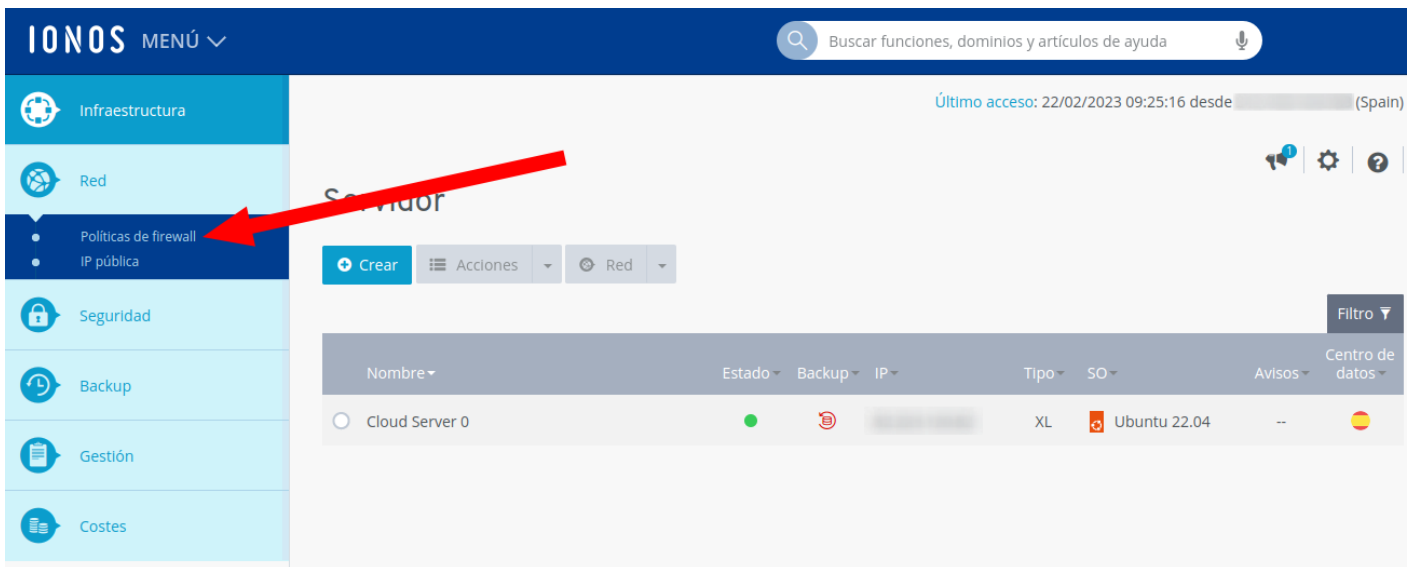 IONOS MENÚ
Buscar funciones, dominios y artículos de ayuda
Infraestructura
Último acceso: 22/02/2023 09:25:16 desde (Spain)
1
Red
Servidor
Políticas de firewall
IP pública
Crear Acciones Red
Seguridad
Filtro
Nombre Estado Backup IP Tipo SO Avisos Centro de
datos
Backup
Cloud Server 0 XL Ubuntu 22.04 --
Gestión
Costes